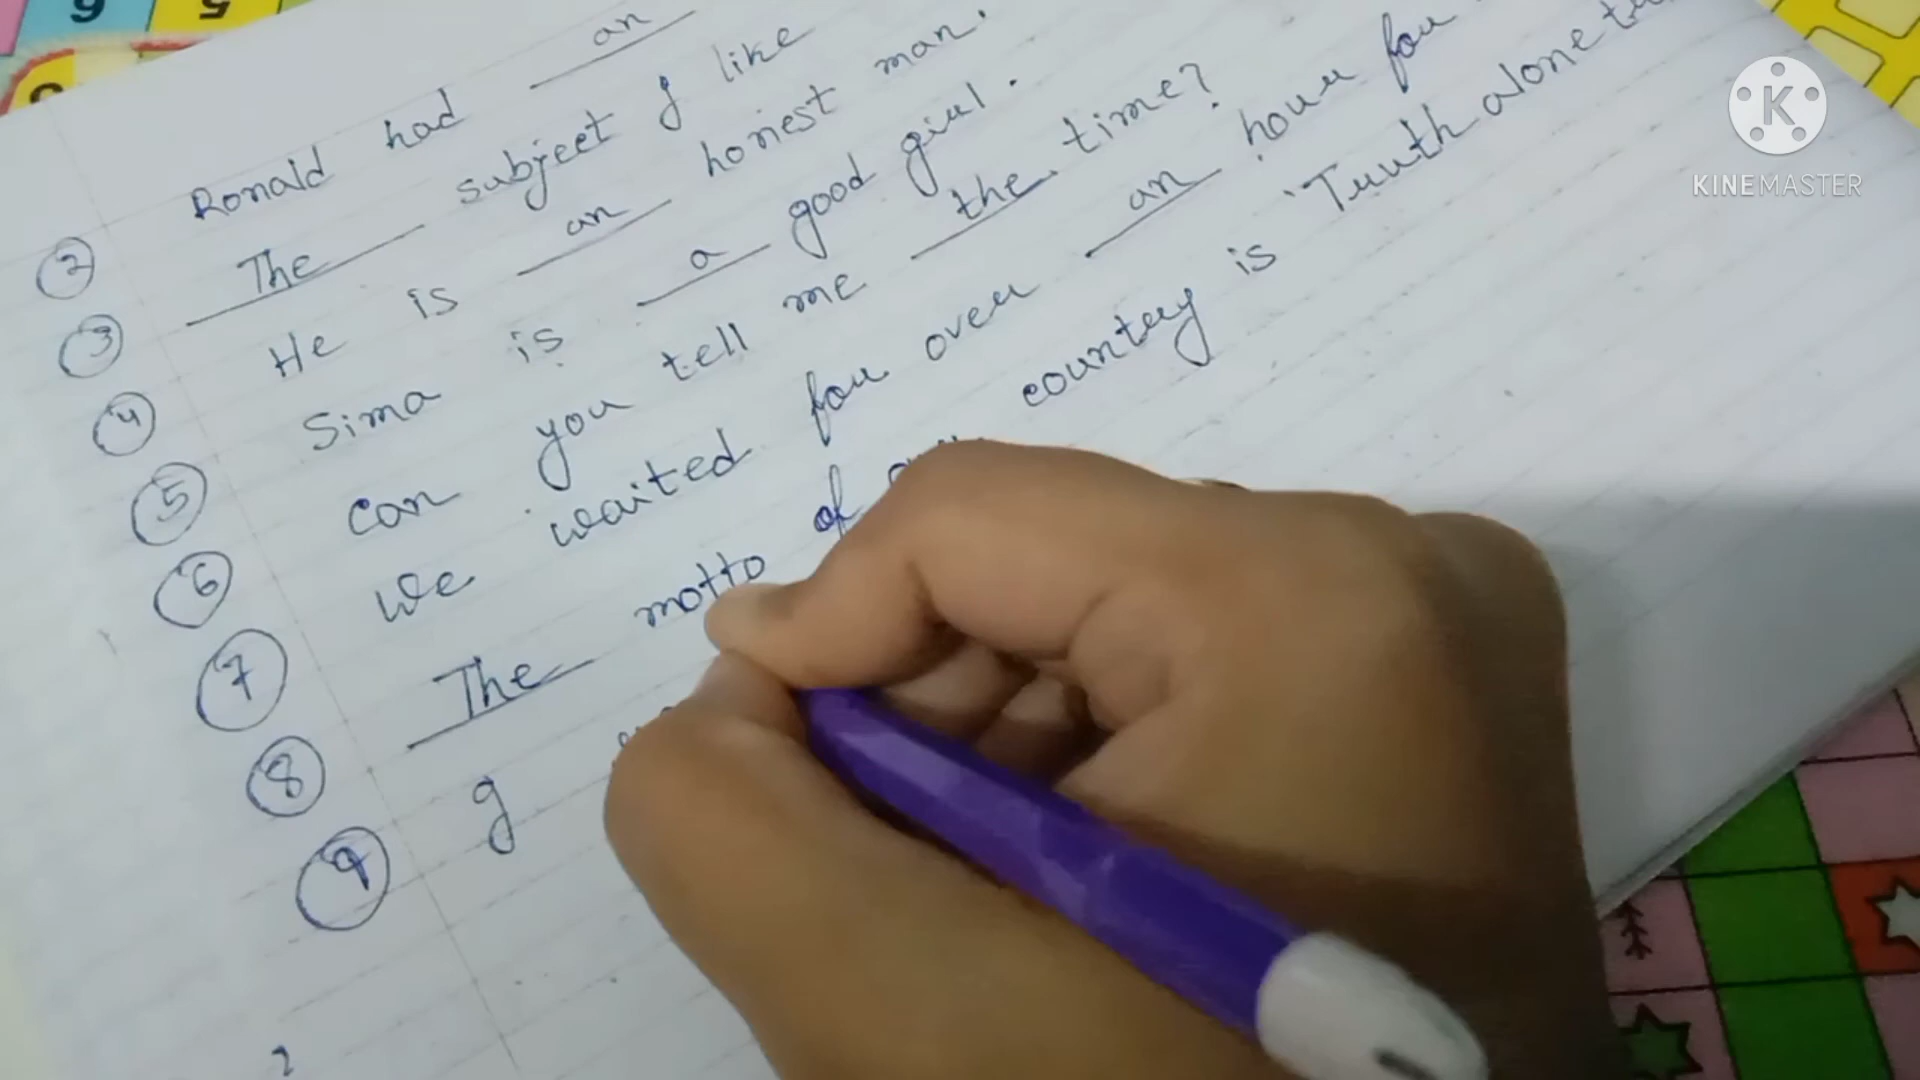 6 5
Ronald had an
2 The subject I like
3 He is an honest man.
4 Sima is a good girl.
5 Can you tell me the time?
6 We waited for over an hour for
7 The motto of country is 'Truth alone
8 I
9
KINEMASTER